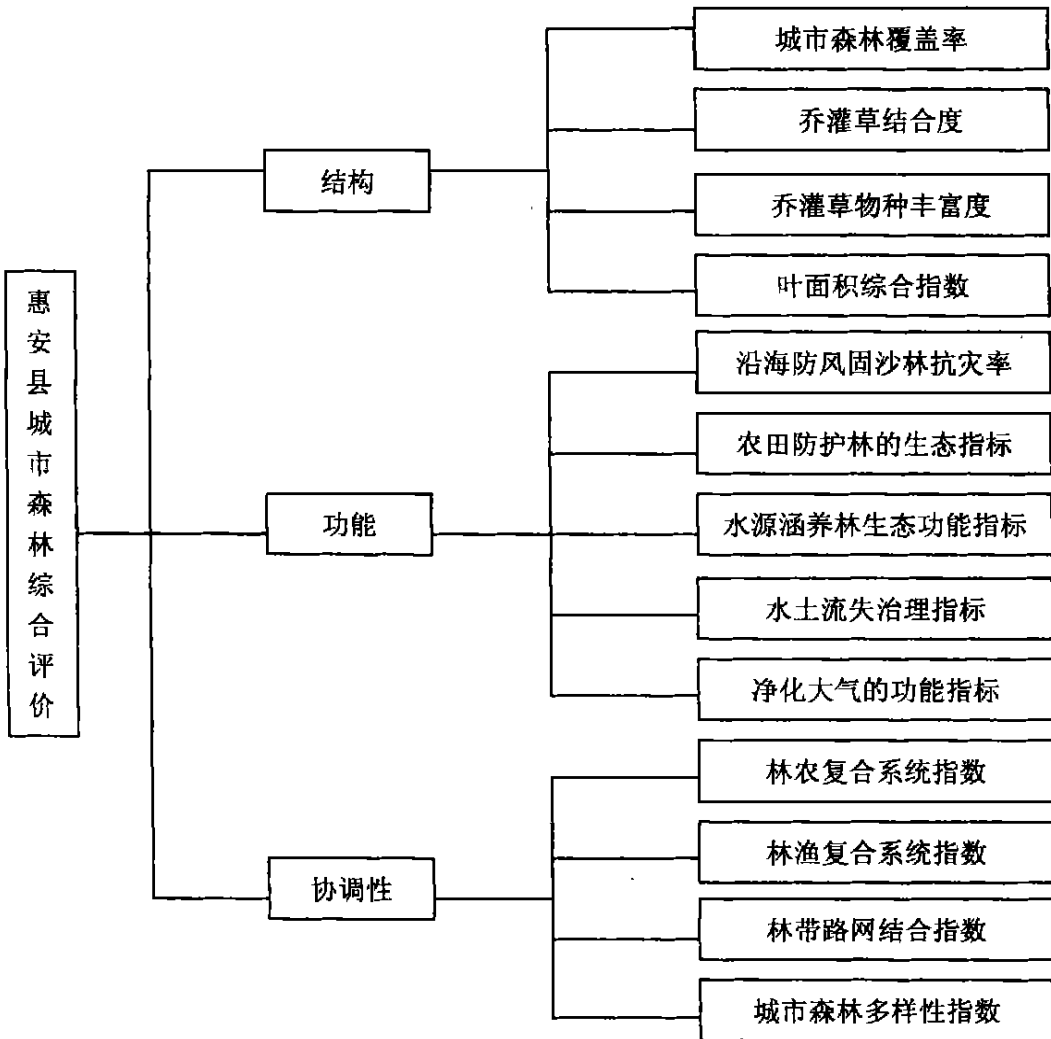 惠安县城市森林综合评价
结构
城市森林覆盖率
乔灌草结合度
乔灌草物种丰富度
叶面积综合指数
功能
沿海防风固沙林抗灾率
农田防护林的生态指标
水源涵养林生态功能指标
水土流失治理指标
净化大气的功能指标
协调性
林农复合系统指数
林渔复合系统指数
林带路网结合指数
城市森林多样性指数